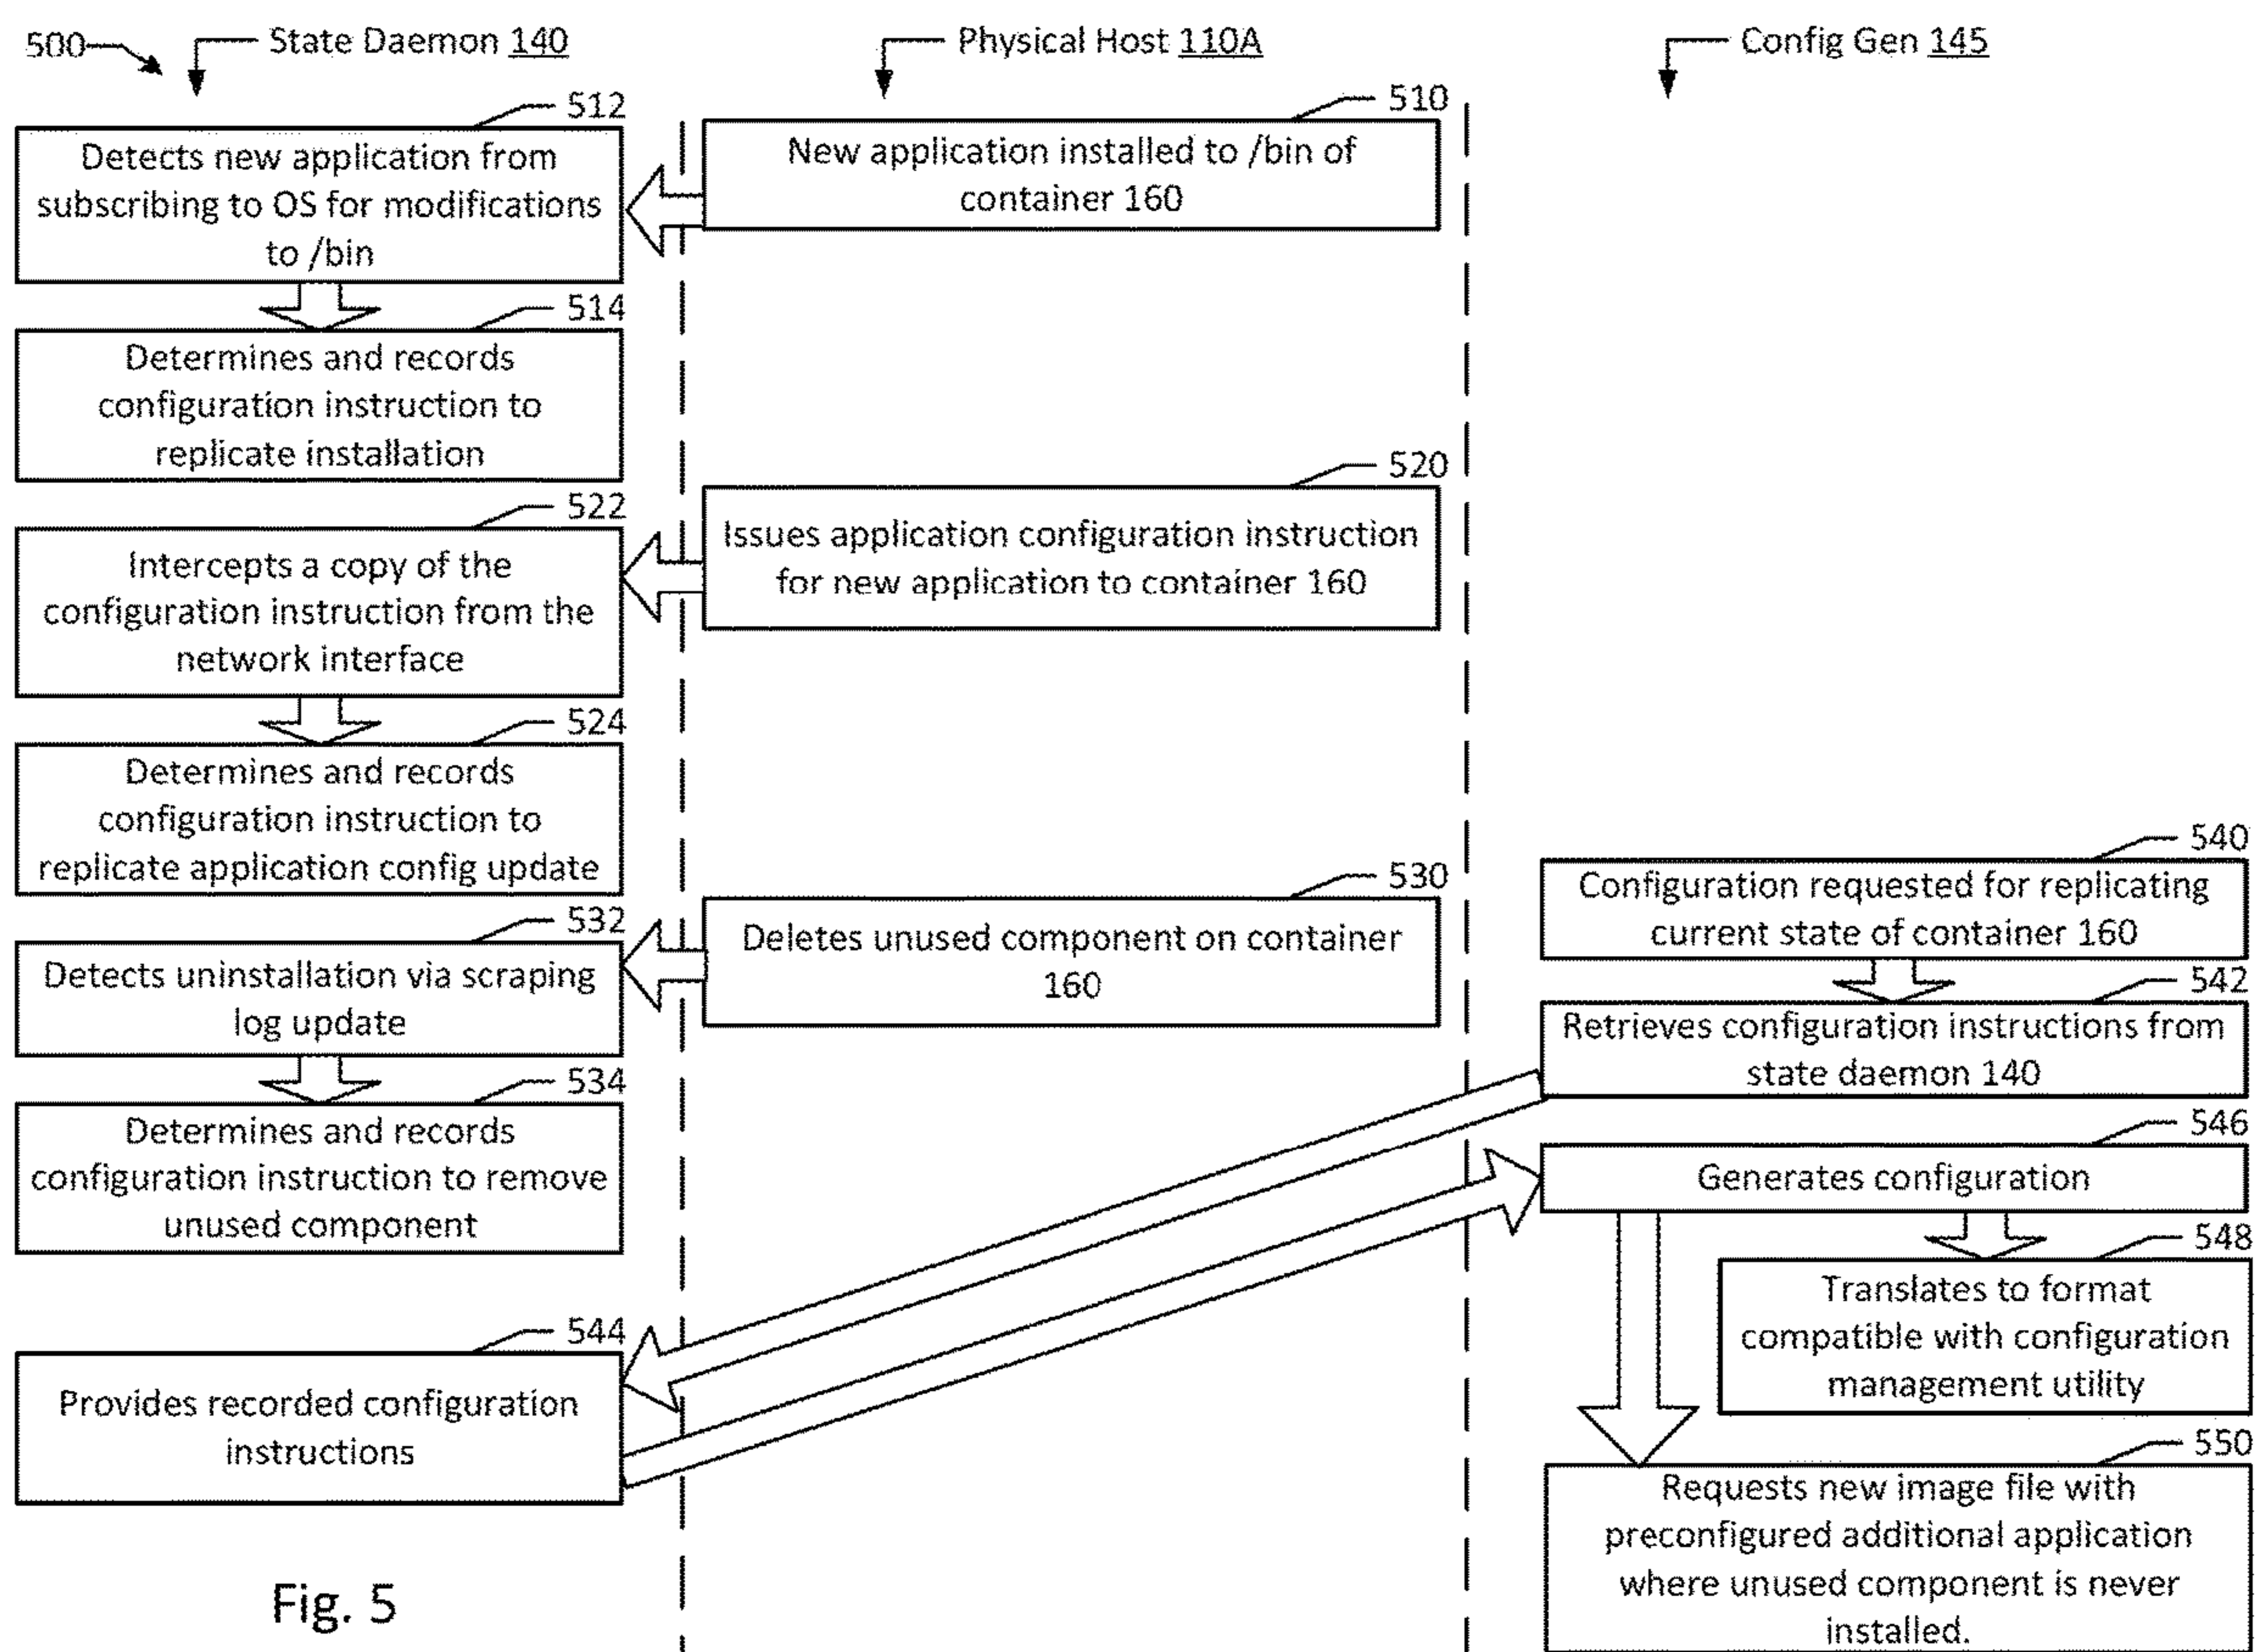 500
State Daemon 140
Physical Host 110A
Config Gen 145
512
Detects new application from
subscribing to OS for modifications
to /bin
510
New application installed to /bin of
container 160
514
Determines and records
configuration instruction to
replicate installation
522
Intercepts a copy of the
configuration instruction from the
network interface
520
Issues application configuration instruction
for new application to container 160
524
Determines and records
configuration instruction to
replicate application config update
532
Detects uninstallation via scraping
log update
530
Deletes unused component on container
160
534
Determines and records
configuration instruction to remove
unused component
540
Configuration requested for replicating
current state of container 160
542
Retrieves configuration instructions from
state daemon 140
544
Provides recorded configuration
instructions
546
Generates configuration
548
Translates to format
compatible with configuration
management utility
550
Requests new image file with
preconfigured additional application
where unused component is never
installed.
Fig. 5